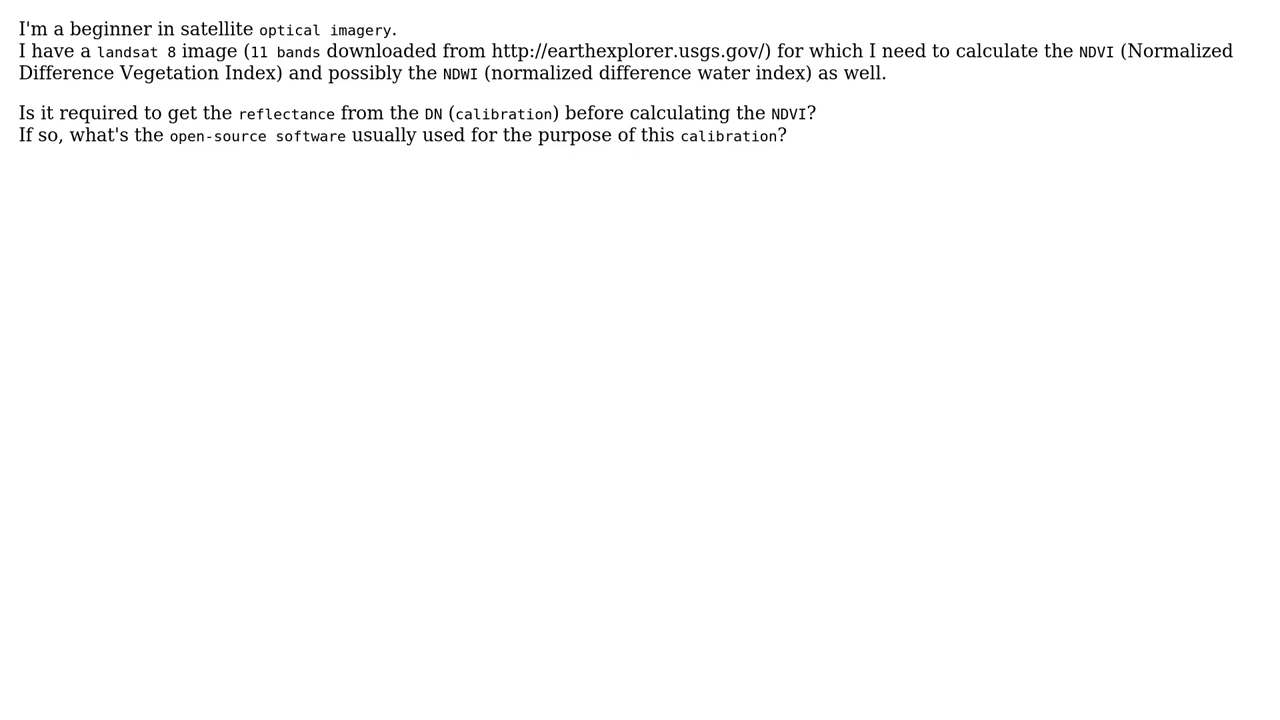 I'm a beginner in satellite optical imagery.
I have a landsat 8 image (11 bands downloaded from http://earthexplorer.usgs.gov/) for which I need to calculate the NDVI (Normalized
Difference Vegetation Index) and possibly the NDWI (normalized difference water index) as well.
Is it required to get the reflectance from the DN (calibration) before calculating the NDVI?
If so, what's the open-source software usually used for the purpose of this calibration?